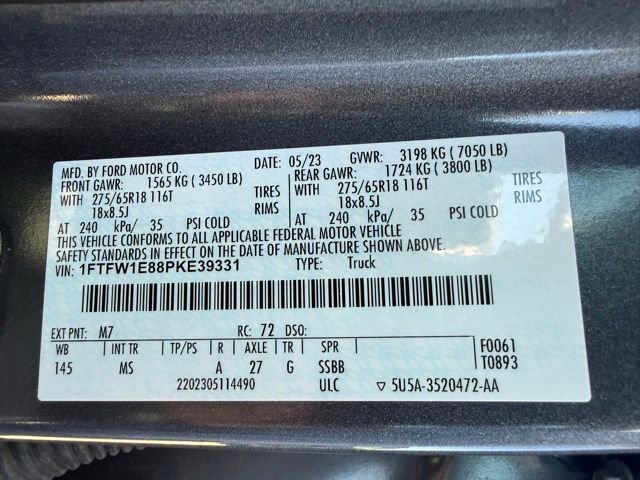 MFD. BY FORD MOTOR CO. DATE: 05/23 GVWR: 3198 KG ( 7050 LB)
FRONT GAWR: 1565 KG ( 3450 LB) REAR GAWR: 1724 KG ( 3800 LB)
WITH 275/65R18 116T TIRES WITH 275/65R18 116T TIRES
18x8.5J RIMS 18x8.5J RIMS
AT 240 kPa/ 35 PSI COLD AT 240 kPa/ 35 PSI COLD
THIS VEHICLE CONFORMS TO ALL APPLICABLE FEDERAL MOTOR VEHICLE
SAFETY STANDARDS IN EFFECT ON THE DATE OF MANUFACTURE SHOWN ABOVE.
VIN: 1FTFW1E88PKE39331 TYPE: Truck
EXT PNT: M7 RC: 72 DSO: F0061
WB INT TR TP/PS R AXLE TR SPR T0893
145 MS A 27 G SSBB
2202305114490 ULC ▽ 5U5A-3520472-AA